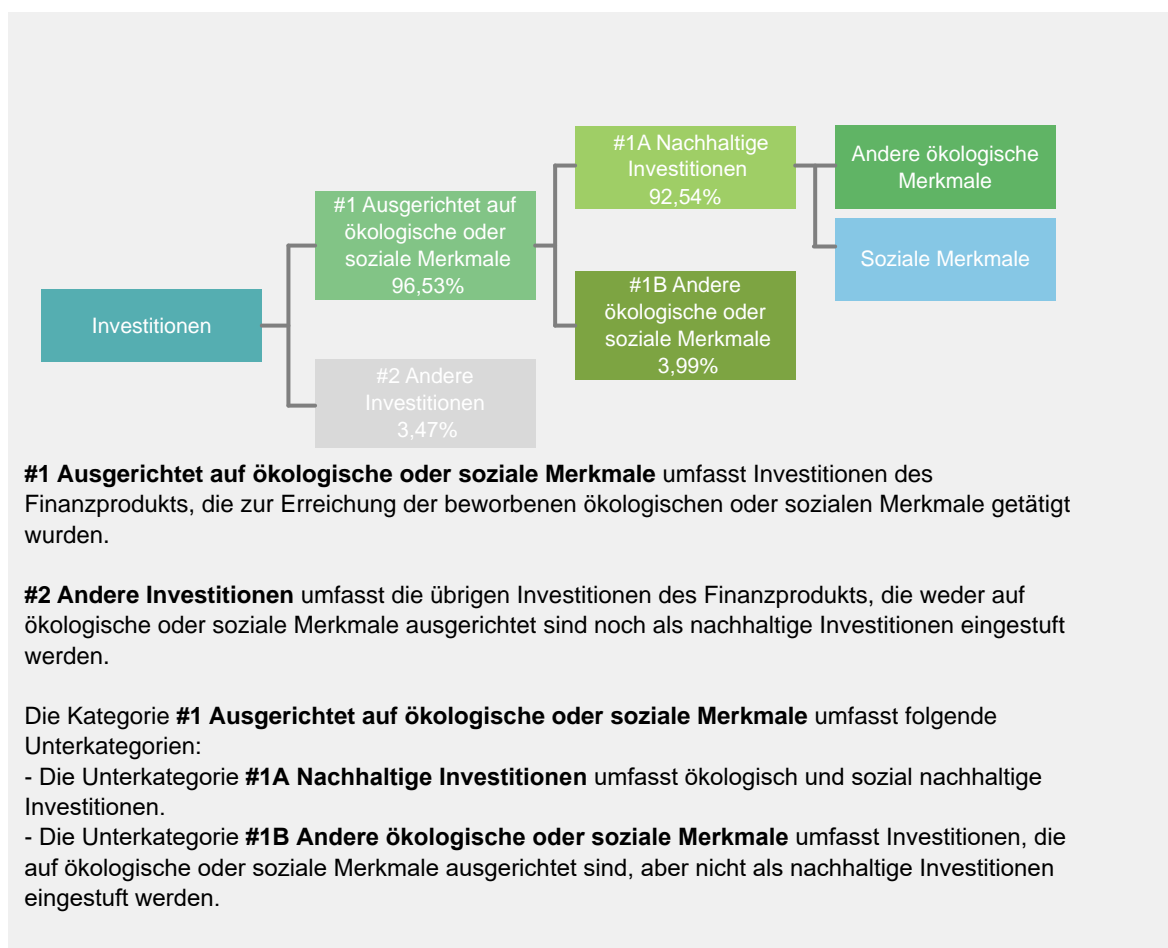 #1A Nachhaltige
Investitionen
92,54%
Andere ökologische
Merkmale
#1 Ausgerichtet auf
ökologische oder
soziale Merkmale
96,53%
Soziale Merkmale
#1B Andere
ökologische oder
soziale Merkmale
3,99%
Investitionen
#2 Andere
Investitionen
3,47%
#1 Ausgerichtet auf ökologische oder soziale Merkmale umfasst Investitionen des
Finanzprodukts, die zur Erreichung der beworbenen ökologischen oder sozialen Merkmale getätigt
wurden.
#2 Andere Investitionen umfasst die übrigen Investitionen des Finanzprodukts, die weder auf
ökologische oder soziale Merkmale ausgerichtet sind noch als nachhaltige Investitionen eingestuft
werden.
Die Kategorie #1 Ausgerichtet auf ökologische oder soziale Merkmale umfasst folgende
Unterkategorien:
- Die Unterkategorie #1A Nachhaltige Investitionen umfasst ökologisch und sozial nachhaltige
Investitionen.
- Die Unterkategorie #1B Andere ökologische oder soziale Merkmale umfasst Investitionen, die
auf ökologische oder soziale Merkmale ausgerichtet sind, aber nicht als nachhaltige Investitionen
eingestuft werden.